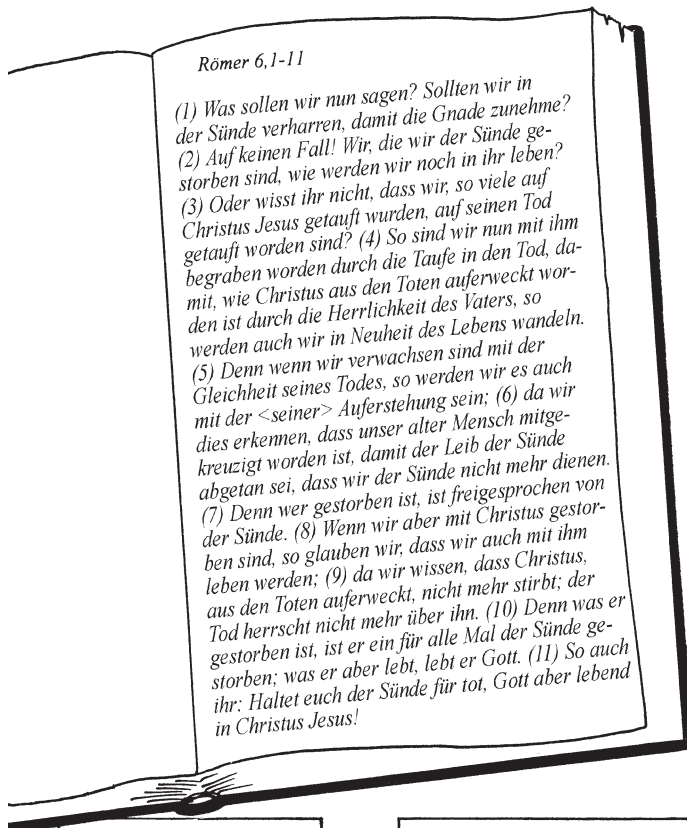 Römer 6,1-11
(1) Was sollen wir nun sagen? Sollten wir in
der Sünde verharren, damit die Gnade zunehme?
(2) Auf keinen Fall! Wir, die wir der Sünde ge-
storben sind, wie werden wir noch in ihr leben?
(3) Oder wisst ihr nicht, dass wir, so viele auf
Christus Jesus getauft wurden, auf seinen Tod
getauft worden sind? (4) So sind wir nun mit ihm
begraben worden durch die Taufe in den Tod, da-
mit, wie Christus aus den Toten auferweckt wor-
den ist durch die Herrlichkeit des Vaters, so
werden auch wir in Neuheit des Lebens wandeln.
(5) Denn wenn wir verwachsen sind mit der
Gleichheit seines Todes, so werden wir es auch
mit der <seiner> Auferstehung sein; (6) da wir
dies erkennen, dass unser alter Mensch mitge-
kreuzigt worden ist, damit der Leib der Sünde
abgetan sei, dass wir der Sünde nicht mehr dienen.
(7) Denn wer gestorben ist, ist freigesprochen von
der Sünde. (8) Wenn wir aber mit Christus gestor-
ben sind, so glauben wir, dass wir auch mit ihm
leben werden; (9) da wir wissen, dass Christus,
aus den Toten auferweckt, nicht mehr stirbt; der
Tod herrscht nicht mehr über ihn. (10) Denn was er
gestorben ist, ist er ein für alle Mal der Sünde ge-
storben; was er aber lebt, lebt er Gott. (11) So auch
ihr: Haltet euch der Sünde für tot, Gott aber lebend
in Christus Jesus!